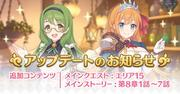 アップデートのお知らせ
追加コンテンツ
メインクエスト:エリア15
メインストーリー:第8章1話〜7話